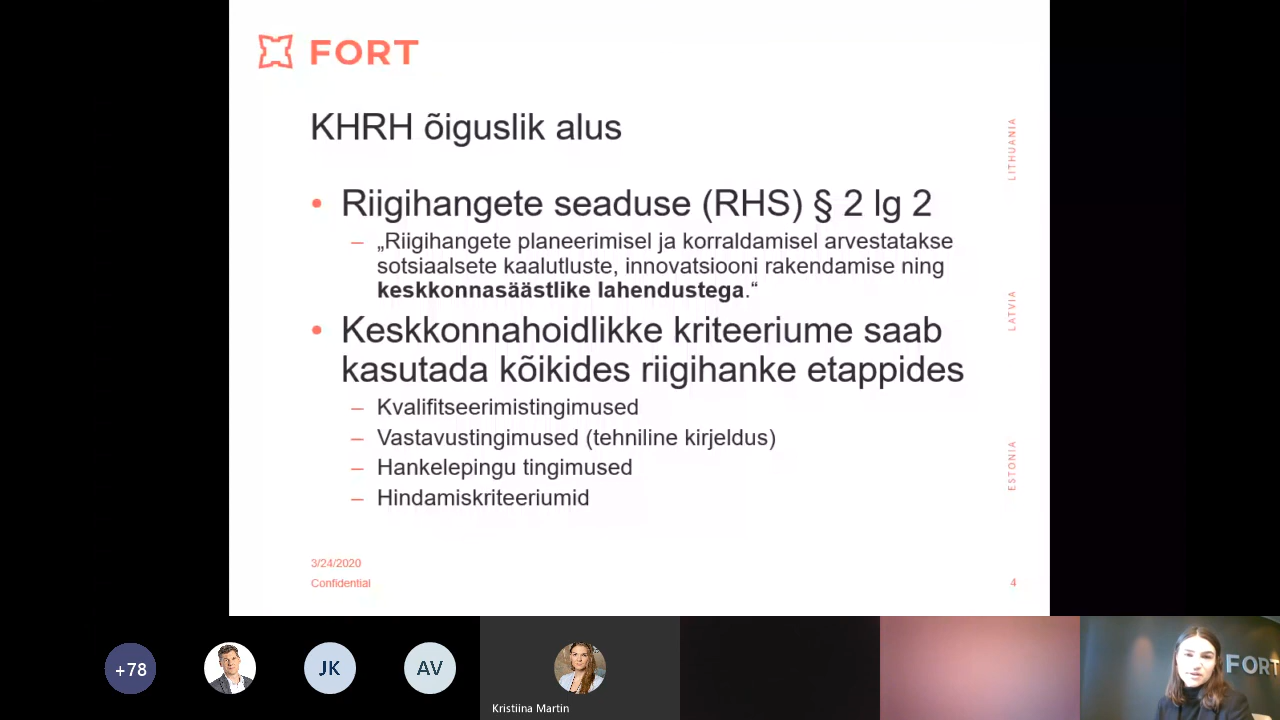 FORT
KHRH õiguslik alus
• Riigihangete seaduse (RHS) § 2 lg 2
– „Riigihangete planeerimisel ja korraldamisel arvestatakse
sotsiaalsete kaalutluste, innovatsiooni rakendamise ning
keskkonnasäästlike lahendustega.“
• Keskkonnahoidlikke kriteeriume saab
kasutada kõikides riigihanke etappides
– Kvalifitseerimistingimused
– Vastavustingimused (tehniline kirjeldus)
– Hankelepingu tingimused
– Hindamiskriteeriumid
LITHUANIA
LATVIA
ESTONIA
3/24/2020
Confidential
4
+78
JK
AV
Kristiina Martin
FORT